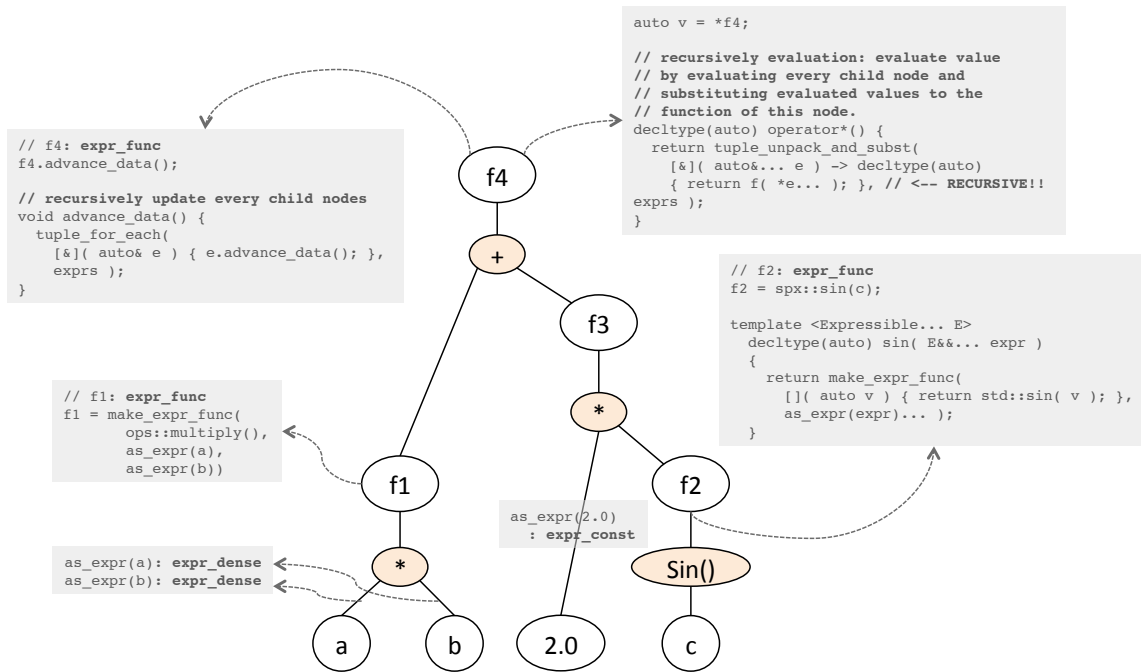 auto v = *f4;
// recursively evaluation: evaluate value
// by evaluating every child node and
// substituting evaluated values to the
// function of this node.
decltype(auto) operator*() {
return tuple_unpack_and_subst(
[&]( auto&... e ) -> decltype(auto)
{ return f( *e... ); }, // <-- RECURSIVE!!
exprs );
}
// f4: expr_func
f4.advance_data();
// recursively update every child nodes
void advance_data() {
tuple_for_each(
[&]( auto& e ) { e.advance_data(); },
exprs );
}
f4
+
f3
// f2: expr_func
f2 = spx::sin(c);
template <Expressible... E>
decltype(auto) sin( E&&... expr )
{
return make_expr_func(
[]( auto v ) { return std::sin( v ); },
as_expr(expr)... );
}
// f1: expr_func
f1 = make_expr_func(
ops::multiply(),
as_expr(a),
as_expr(b))
*
f1
f2
as_expr(2.0)
: expr_const
as_expr(a): expr_dense
as_expr(b): expr_dense
*
Sin()
a
b
2.0
c